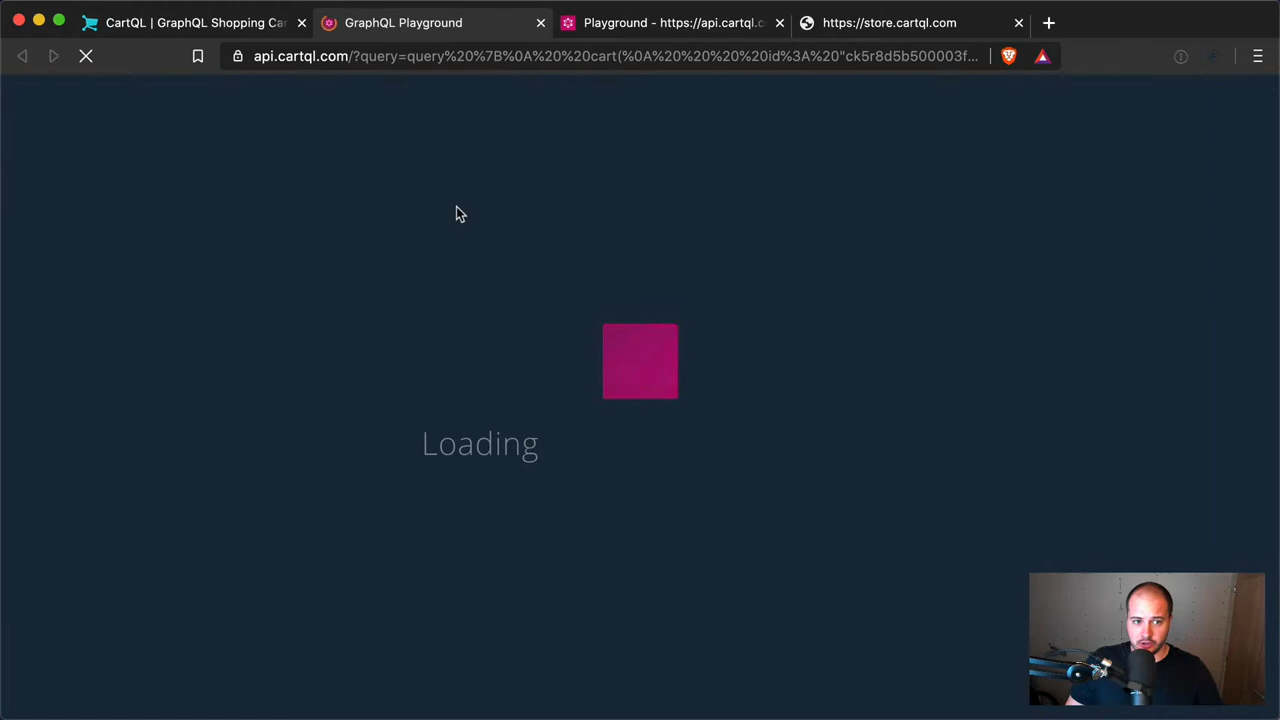 CartQL | GraphQL Shopping Car
GraphQL Playground
Playground - https://api.cartql.c
https://store.cartql.com
api.cartql.com/?query=query%20%7B%0A%20%20cart(%0A%20%20%20%20id%3A%20"ck5r8d5b500003f...
Loading